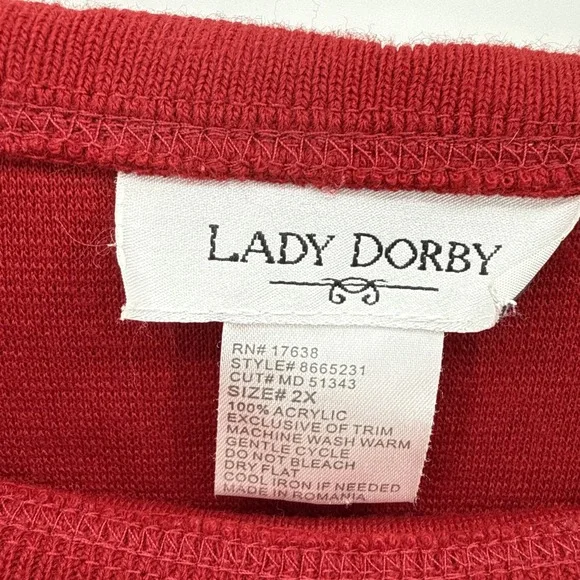 LADY DORBY
RN# 17638
STYLE# 8665231
CUT# MD 51343
SIZE# 2X
100% ACRYLIC
EXCLUSIVE OF TRIM
MACHINE WASH WARM
GENTLE CYCLE
DO NOT BLEACH
DRY FLAT
COOL IRON IF NEEDED
MADE IN ROMANIA